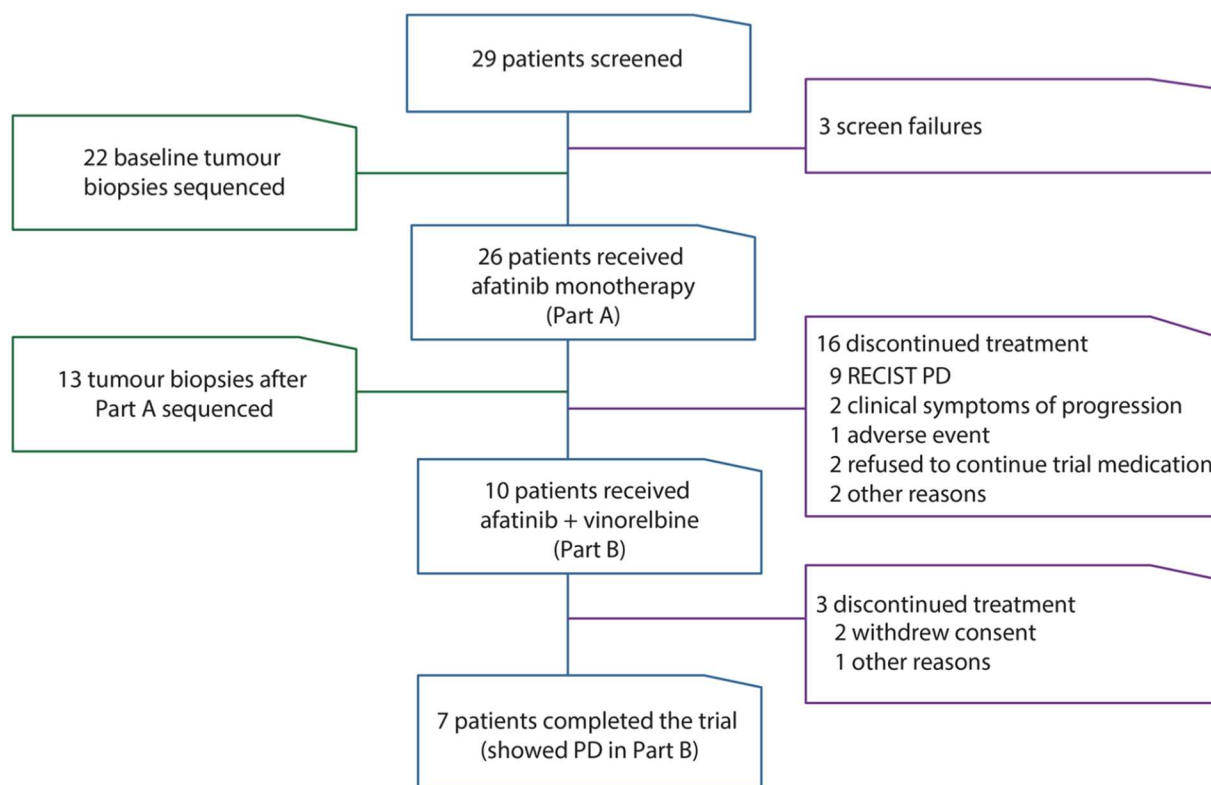 29 patients screened
3 screen failures
22 baseline tumour
biopsies sequenced
26 patients received
afatinib monotherapy
(Part A)
16 discontinued treatment
9 RECIST PD
2 clinical symptoms of progression
1 adverse event
2 refused to continue trial medication
2 other reasons
13 tumour biopsies after
Part A sequenced
10 patients received
afatinib + vinorelbine
(Part B)
3 discontinued treatment
2 withdrew consent
1 other reasons
7 patients completed the trial
(showed PD in Part B)